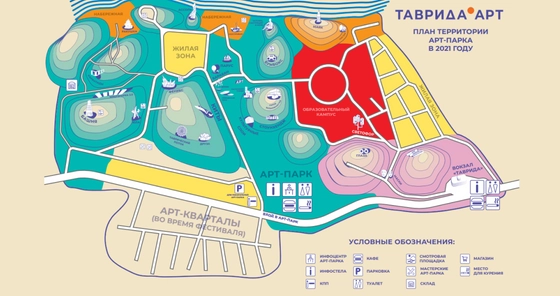 ТАВРИДА АРТ
ПЛАН ТЕРРИТОРИИ
АРТ-ПАРКА
В 2021 ГОДУ
ЖИЛАЯ
ЗОНА
ОБРАЗОВАТЕЛЬНЫЙ
КАМПУС
СВЕТОФОР
ЖИЛАЯ ЗОНА
АРТ-ПАРК
ВОКЗАЛ
«ТАВРИДА»
ВХОД В АРТ-ПАРК
АРТ-КВАРТАЛЫ
(ВО ВРЕМЯ ФЕСТИВАЛЯ)
УСЛОВНЫЕ ОБОЗНАЧЕНИЯ:
ИНФОЦЕНТР
АРТ-ПАРКА
ИНФОСТЕЛА
КПП
КАФЕ
ПАРКОВКА
ТУАЛЕТ
СМОТРОВАЯ
ПЛОЩАДКА
МАСТЕРСКИЕ
АРТ-ПАРКА
СКЛАД
МАГАЗИН
МЕСТО
ДЛЯ КУРЕНИЯ